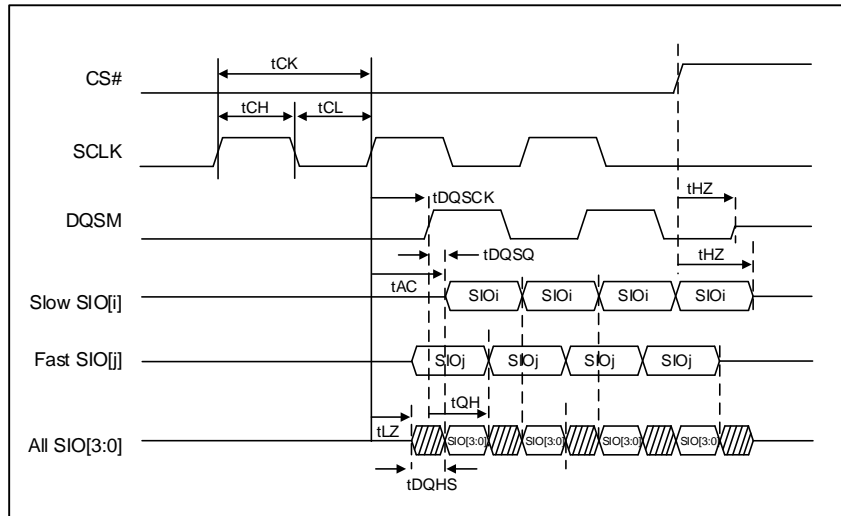 tCK
CS#
tCH
tCL
SCLK
tHZ
tDQSCK
DQSM
tDQSQ
tHZ
tAC
Slow SIO[i]
SIOi SIOi SIOi SIOi
Fast SIO[j]
SIOj SIOj SIOj SIOj
tQH
tLZ
All SIO[3:0]
SIO[3:0] SIO[3:0] SIO[3:0] SIO[3:0]
tDQHS